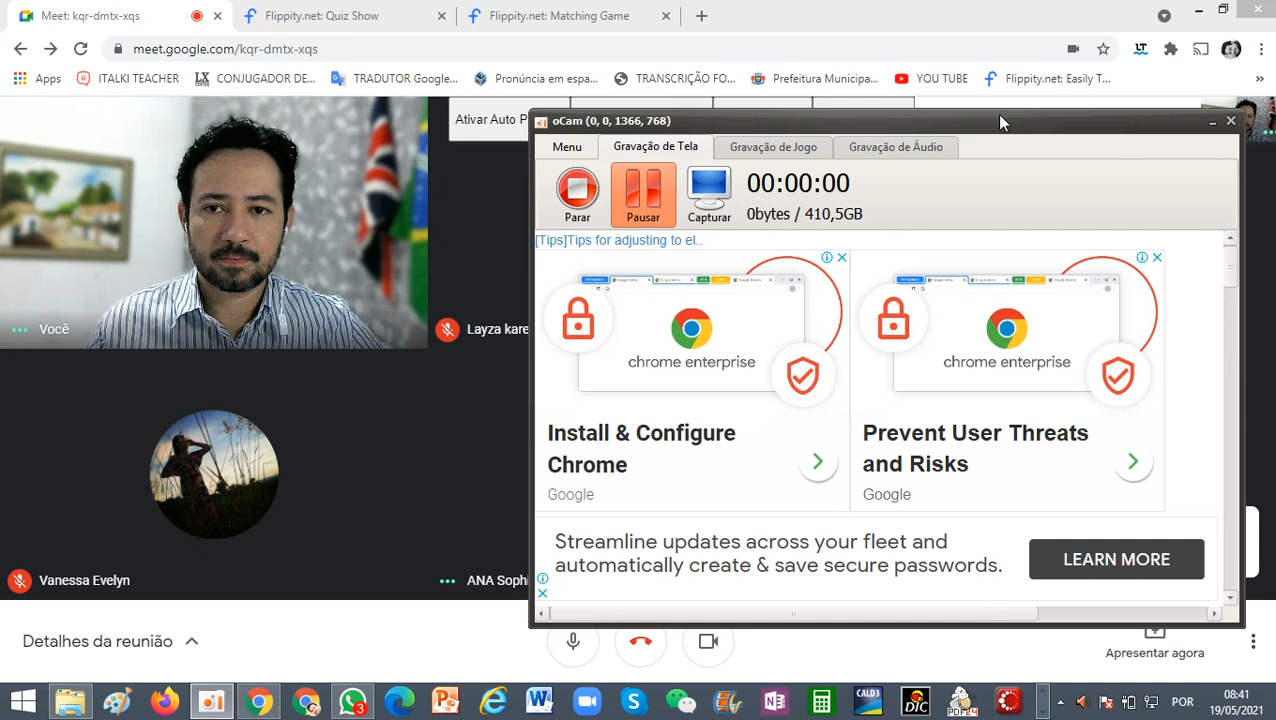 Meet: kqr-dmtx-xqs
Flippity.net: Quiz Show
Flippity.net: Matching Game
meet.google.com/kqr-dmtx-xqs
Apps
ITALKI TEACHER
CONJUGADOR DE...
TRADUTOR Google...
Pronúncia em espa...
TRANSCRIÇÃO FO...
Prefeitura Municipa...
YOU TUBE
Flippity.net: Easily T...
Ativar Auto P
oCam (0, 0, 1366, 768)
Menu
Gravação de Tela
Gravação de Jogo
Gravação de Áudio
Parar
Pausar
Capturar
00:00:00
0bytes / 410,5GB
[Tips]Tips for adjusting to el..
chrome enterprise
Install & Configure
Chrome
Google
chrome enterprise
Prevent User Threats
and Risks
Google
Streamline updates across your fleet and
automatically create & save secure passwords.
LEARN MORE
Você
Layza kare
Vanessa Evelyn
ANA Sophi
Detalhes da reunião
Apresentar agora
POR
08:41
19/05/2021